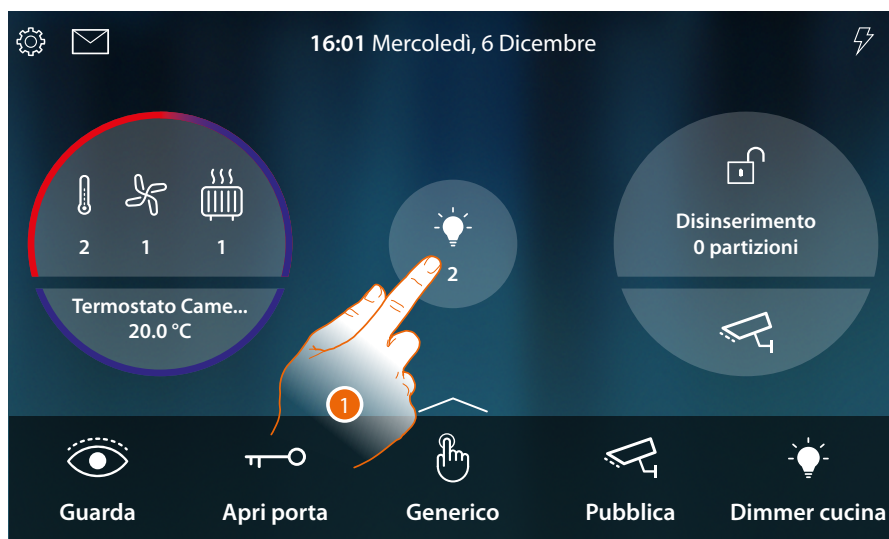 16:01 Mercoledì, 6 Dicembre
2 1 1
Termostato Came...
20.0 °C
2
Disinserimento
0 partizioni
1
Guarda Apri porta Generico Pubblica Dimmer cucina